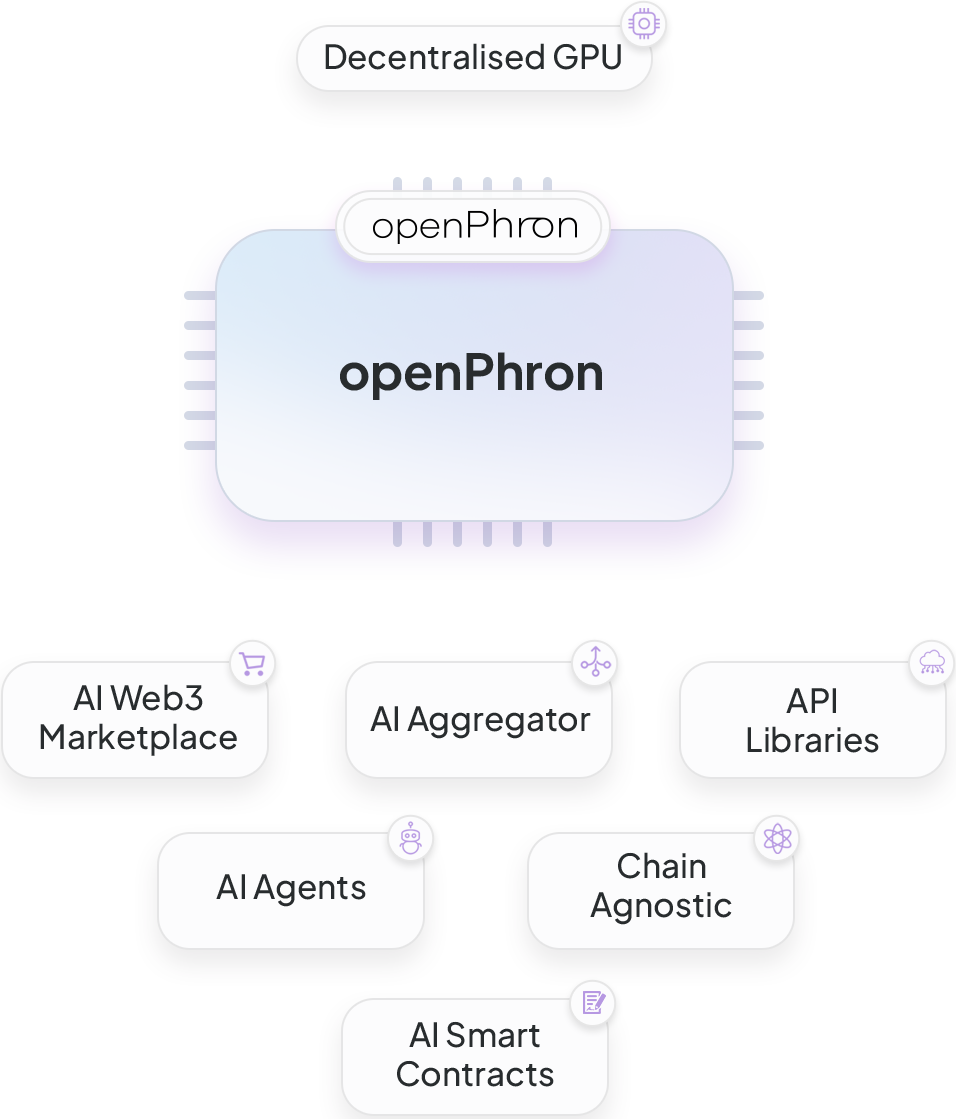 Decentralised GPU
openPhron
openPhron
AI Web3
Marketplace
AI Aggregator
API
Libraries
AI Agents
Chain
Agnostic
AI Smart
Contracts